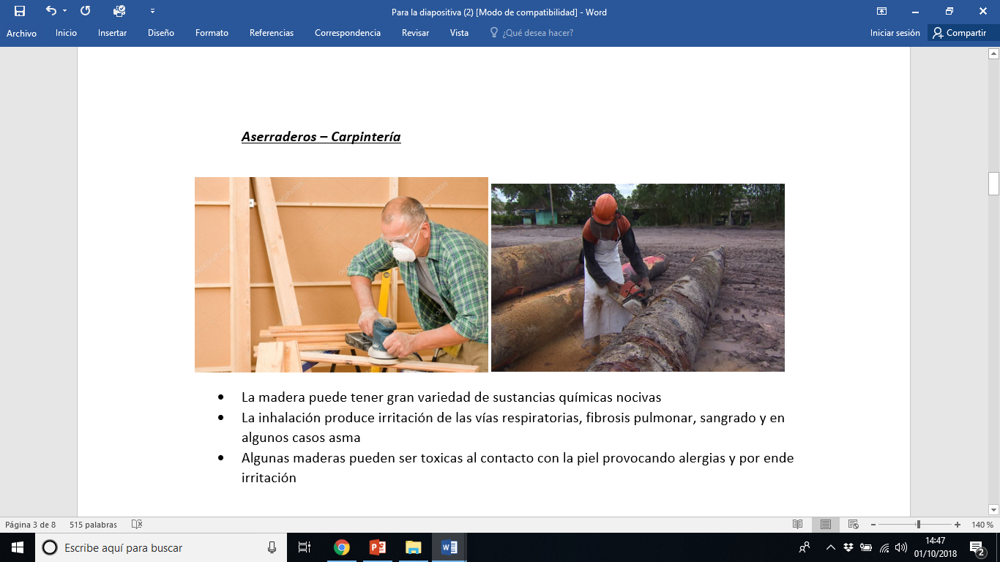 Para la diapositiva (2) [Modo de compatibilidad] - Word
Archivo Inicio Insertar Diseño Formato Referencias Correspondencia Revisar Vista ¿Qué desea hacer? Iniciar sesión Compartir
Aserraderos – Carpintería
depositphotos
• La madera puede tener gran variedad de sustancias químicas nocivas
• La inhalación produce irritación de las vías respiratorias, fibrosis pulmonar, sangrado y en
algunos casos asma
• Algunas maderas pueden ser toxicas al contacto con la piel provocando alergias y por ende
irritación
Página 3 de 8 515 palabras 140 %
Escribe aquí para buscar
14:47
01/10/2018
2